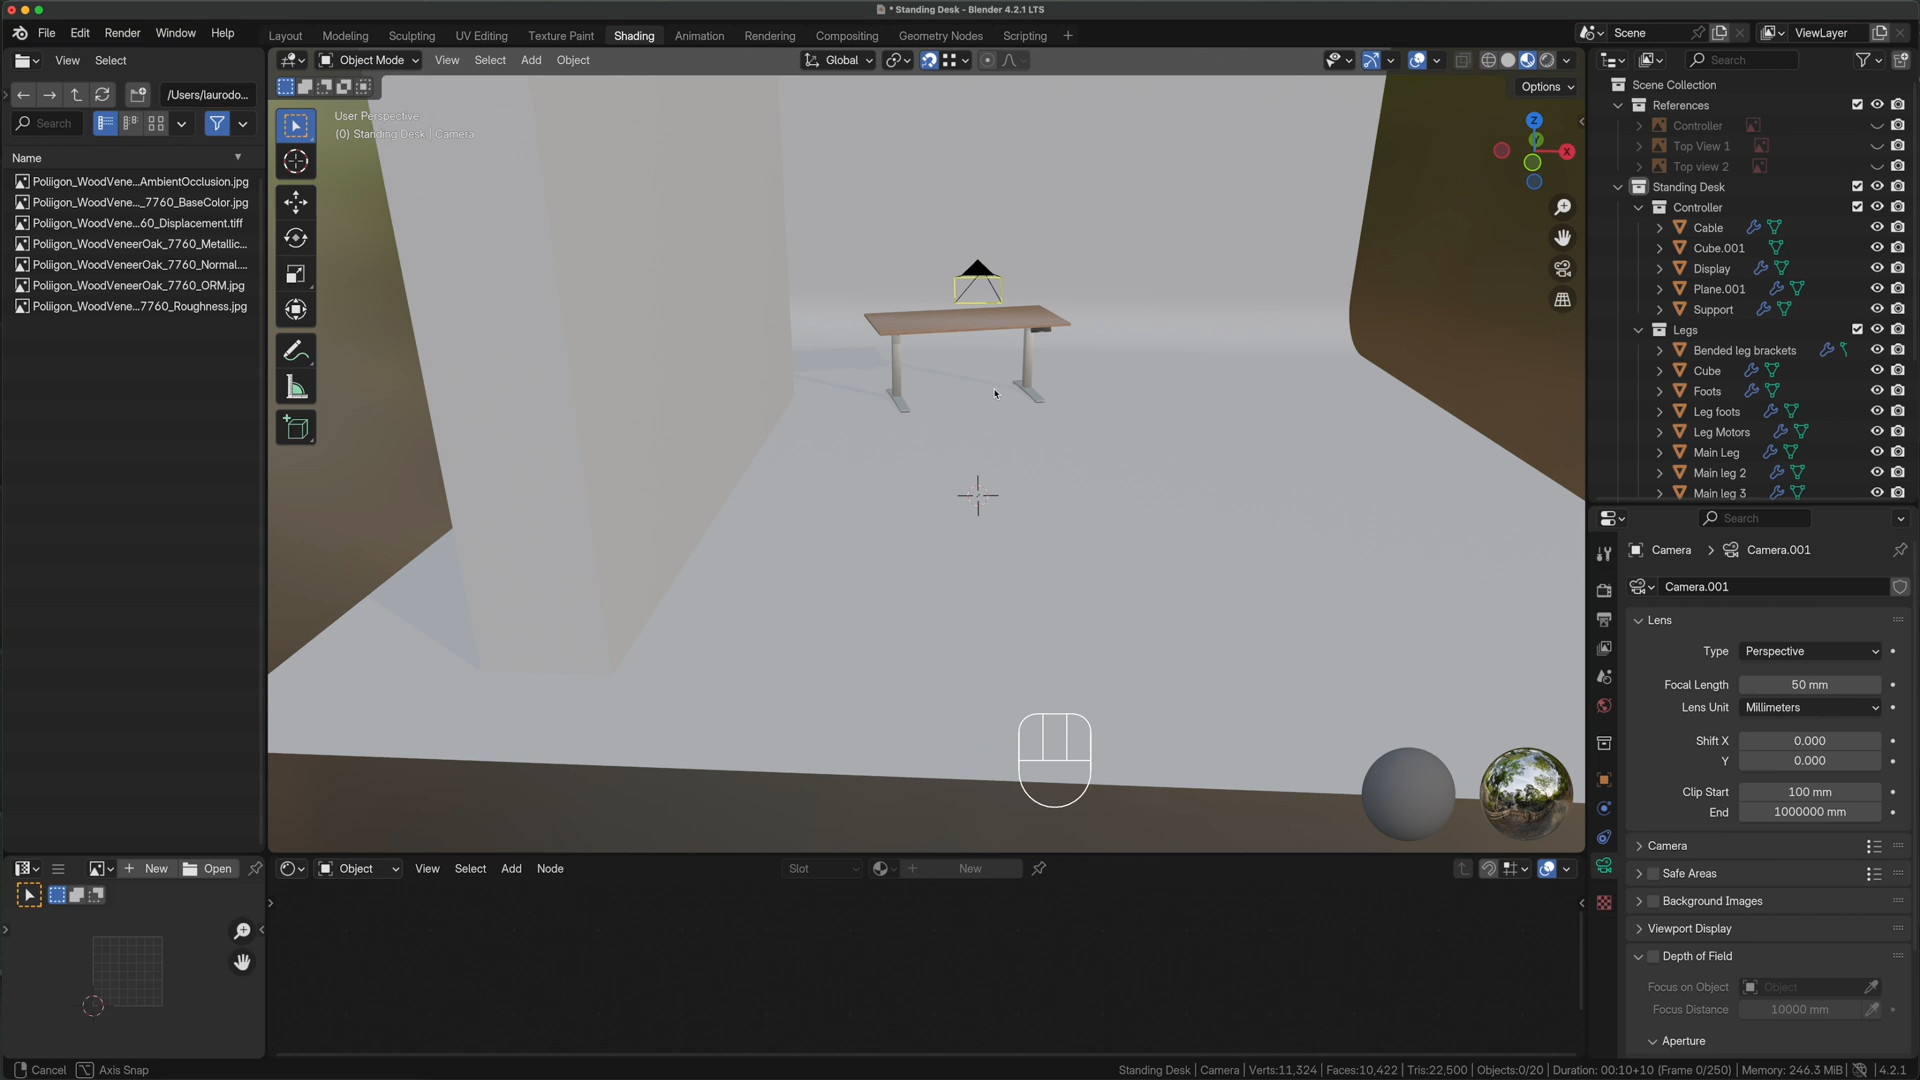 * Standing Desk - Blender 4.2.1 LTS
File Edit Render Window Help
Layout Modeling Sculpting UV Editing Texture Paint Shading Animation Rendering Compositing Geometry Nodes Scripting +
Scene
ViewLayer
View Select
Object Mode View Select Add Object
Global
Search
/Users/laurodo...
Options
Search
Name
Poliigon_WoodVene...AmbientOcclusion.jpg
Poliigon_WoodVene..._7760_BaseColor.jpg
Poliigon_WoodVene...60_Displacement.tiff
Poliigon_WoodVeneerOak_7760_Metallic...
Poliigon_WoodVeneerOak_7760_Normal....
Poliigon_WoodVeneerOak_7760_ORM.jpg
Poliigon_WoodVene...7760_Roughness.jpg
User Perspective
(0) Standing Desk | Camera
Z
Y
X
Scene Collection
References
Controller
Top View 1
Top view 2
Standing Desk
Controller
Cable
Cube.001
Display
Plane.001
Support
Legs
Bended leg brackets
Cube
Foots
Leg foots
Leg Motors
Main Leg
Main leg 2
Main leg 3
Search
Camera > Camera.001
Camera.001
Lens
Type Perspective
Focal Length 50 mm
Lens Unit Millimeters
Shift X 0.000
Y 0.000
Clip Start 100 mm
End 1000000 mm
Camera
Safe Areas
Background Images
Viewport Display
Depth of Field
Focus on Object Object
Focus Distance 10000 mm
Aperture
New Open
Object View Select Add Node
Slot
New
Cancel Axis Snap
Standing Desk | Camera | Verts:11,324 | Faces:10,422 | Tris:22,500 | Objects:0/20 | Duration: 00:10+10 (Frame 0/250) | Memory: 246.3 MiB | 4.2.1